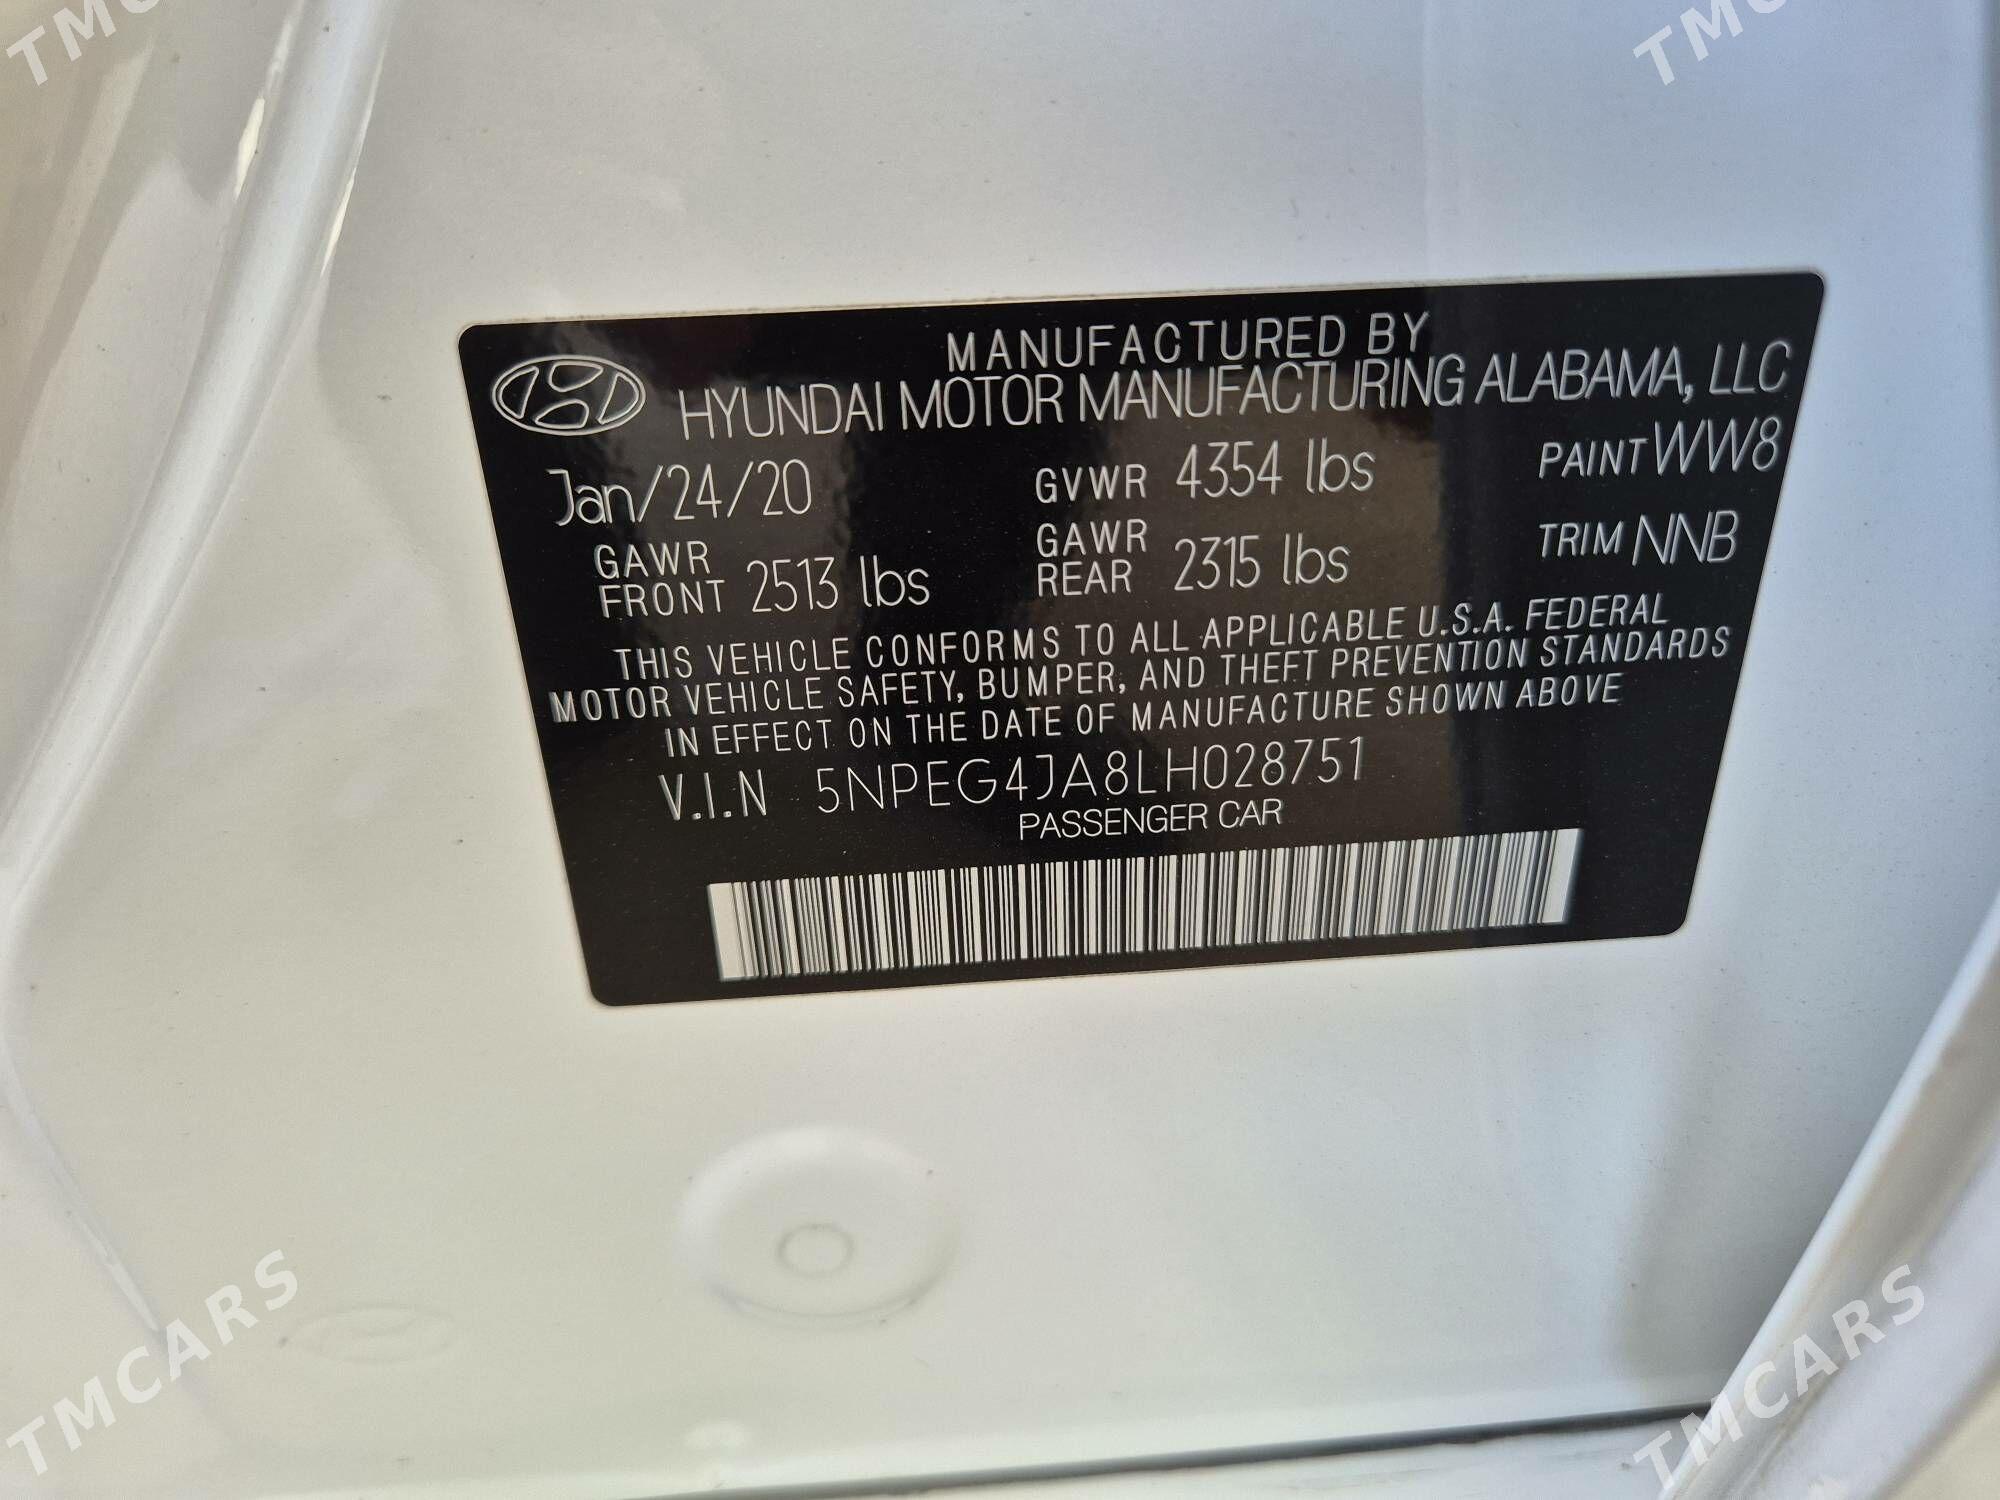 TMCARS
TMCARS
MANUFACTURED BY
HYUNDAI MOTOR MANUFACTURING ALABAMA, LLC
Jan/24/20 GVWR 4354 lbs PAINT WW8
GAWR FRONT 2513 lbs GAWR REAR 2315 lbs TRIM NNB
THIS VEHICLE CONFORMS TO ALL APPLICABLE U.S.A. FEDERAL
MOTOR VEHICLE SAFETY, BUMPER, AND THEFT PREVENTION STANDARDS
IN EFFECT ON THE DATE OF MANUFACTURE SHOWN ABOVE
V.I.N 5NPEG4JA8LH028751
PASSENGER CAR
TMCARS
TMCARS